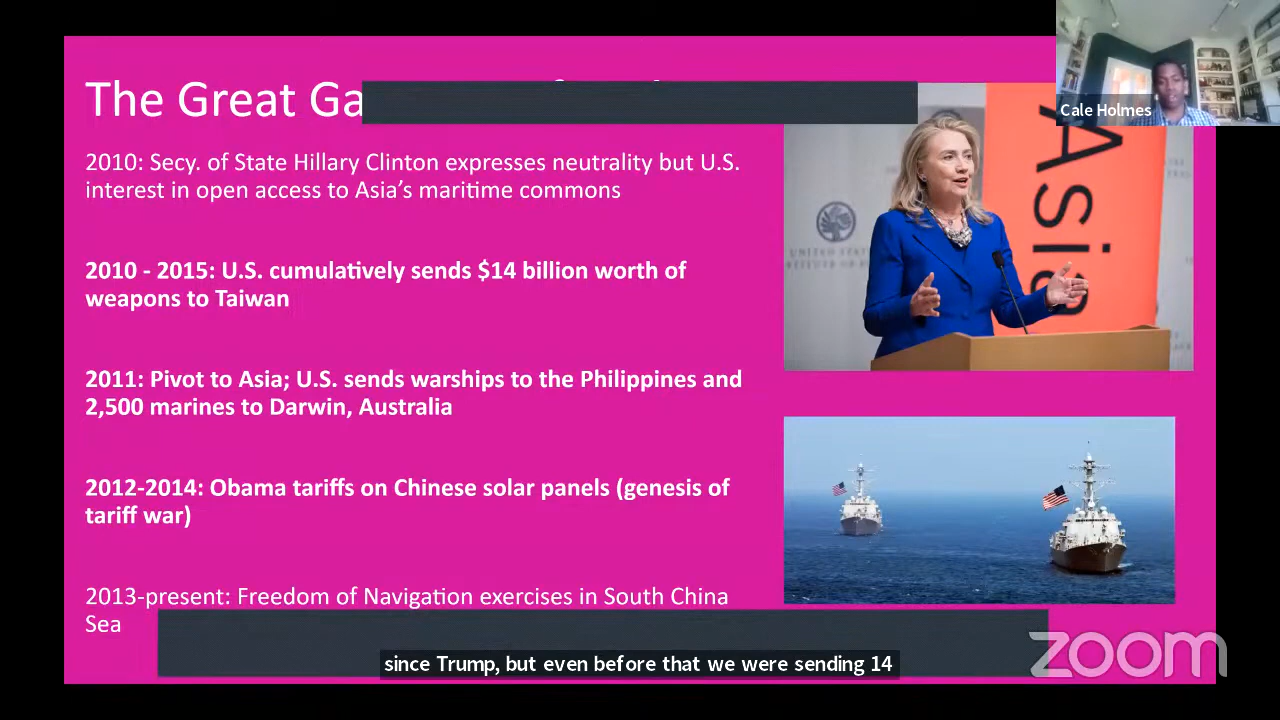 The Great Ga
Cale Holmes
2010: Secy. of State Hillary Clinton expresses neutrality but U.S.
interest in open access to Asia's maritime commons
2010 - 2015: U.S. cumulatively sends $14 billion worth of
weapons to Taiwan
2011: Pivot to Asia; U.S. sends warships to the Philippines and
2,500 marines to Darwin, Australia
2012-2014: Obama tariffs on Chinese solar panels (genesis of
tariff war)
2013-present: Freedom of Navigation exercises in South China
Sea
Asia
UNITED STATES
since Trump, but even before that we were sending 14
zoom